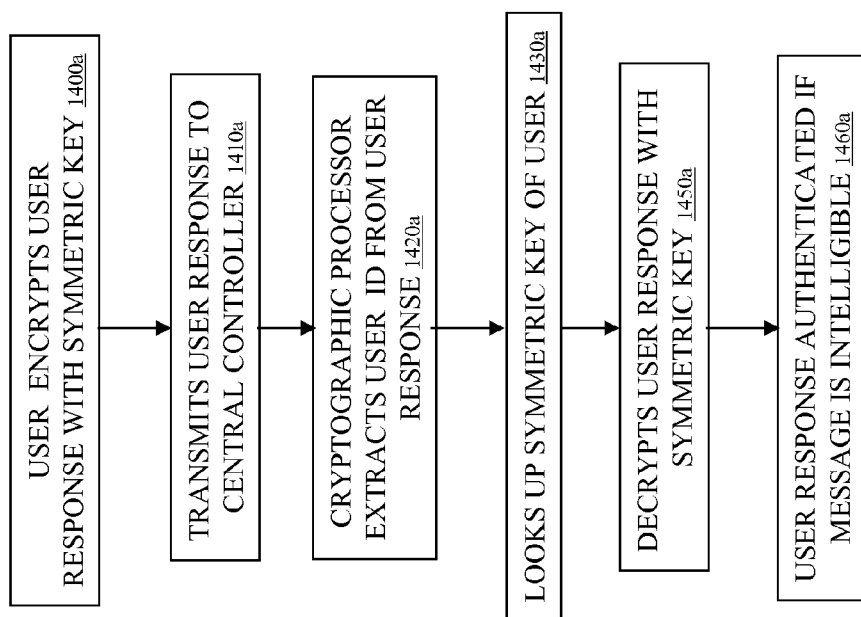 USER ENCRYPTS USER
RESPONSE WITH SYMMETRIC KEY 1400a
TRANSMITS USER RESPONSE TO
CENTRAL CONTROLLER 1410a
CRYPTOGRAPHIC PROCESSOR
EXTRACTS USER ID FROM USER
RESPONSE 1420a
LOOKS UP SYMMETRIC KEY OF USER 1430a
DECRYPTS USER RESPONSE WITH
SYMMETRIC KEY 1450a
USER RESPONSE AUTHENTICATED IF
MESSAGE IS INTELLIGIBLE 1460a